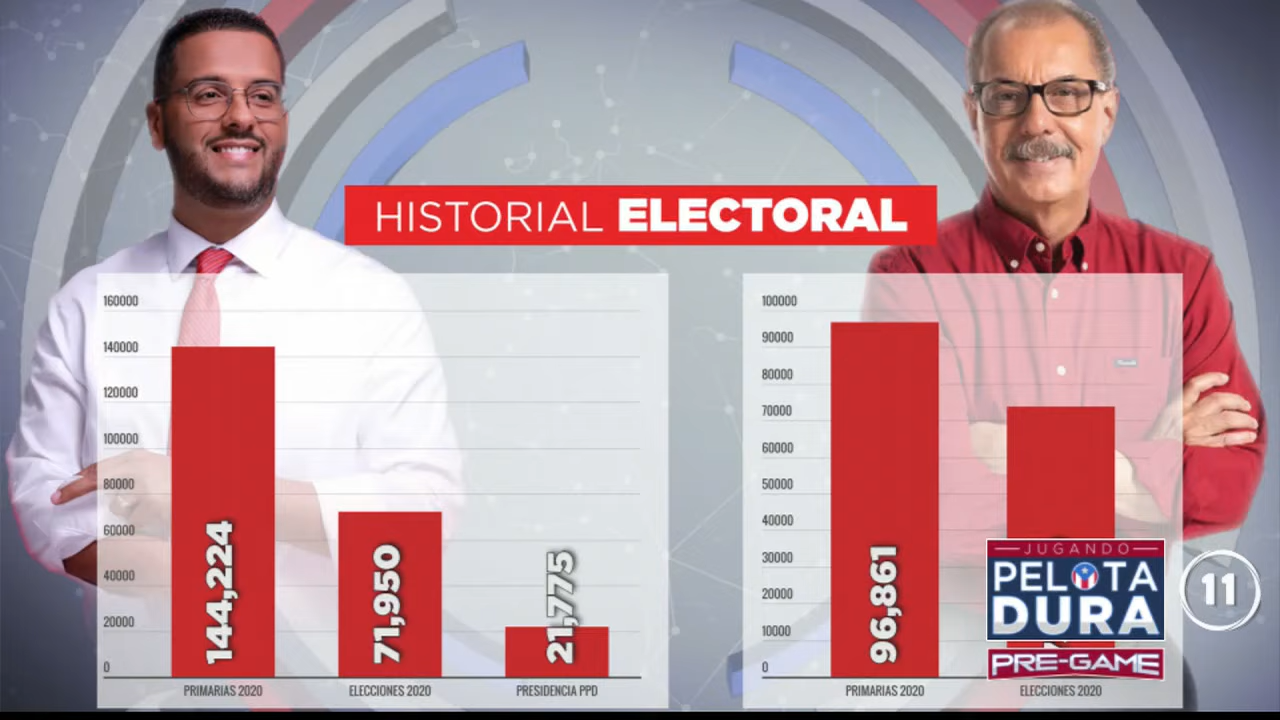 HISTORIAL ELECTORAL
160000
140000
120000
100000
80000
60000
40000
20000
0
144,224
71,950
21,775
PRIMARIAS 2020
ELECCIONES 2020
PRESIDENCIA PPD
100000
90000
80000
70000
60000
50000
40000
30000
20000
10000
0
96,861
PRIMARIAS 2020
ELECCIONES 2020
JUGANDO
PELOTA
DURA
PRE-GAME
11